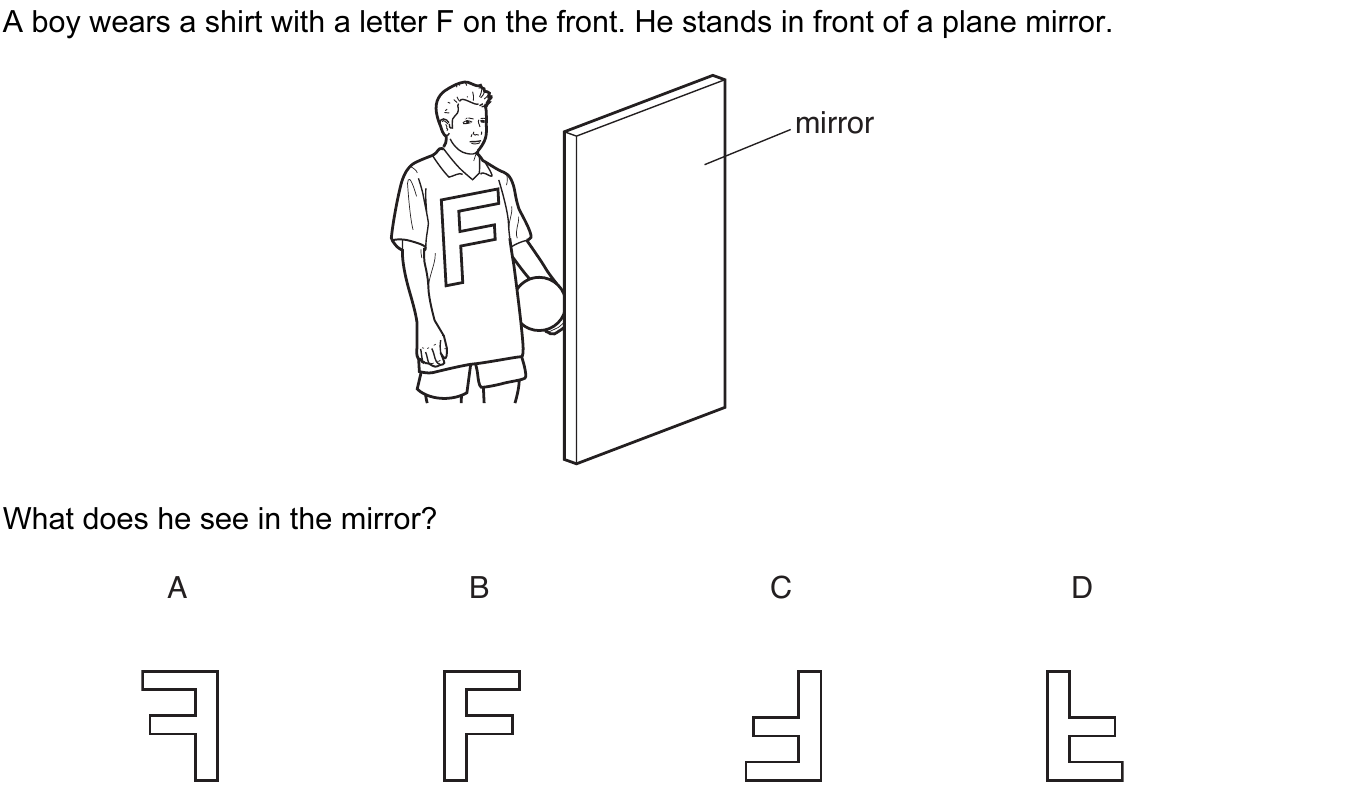 A boy wears a shirt with a letter F on the front. He stands in front of a plane mirror.
F
mirror
What does he see in the mirror?
A B C D
F